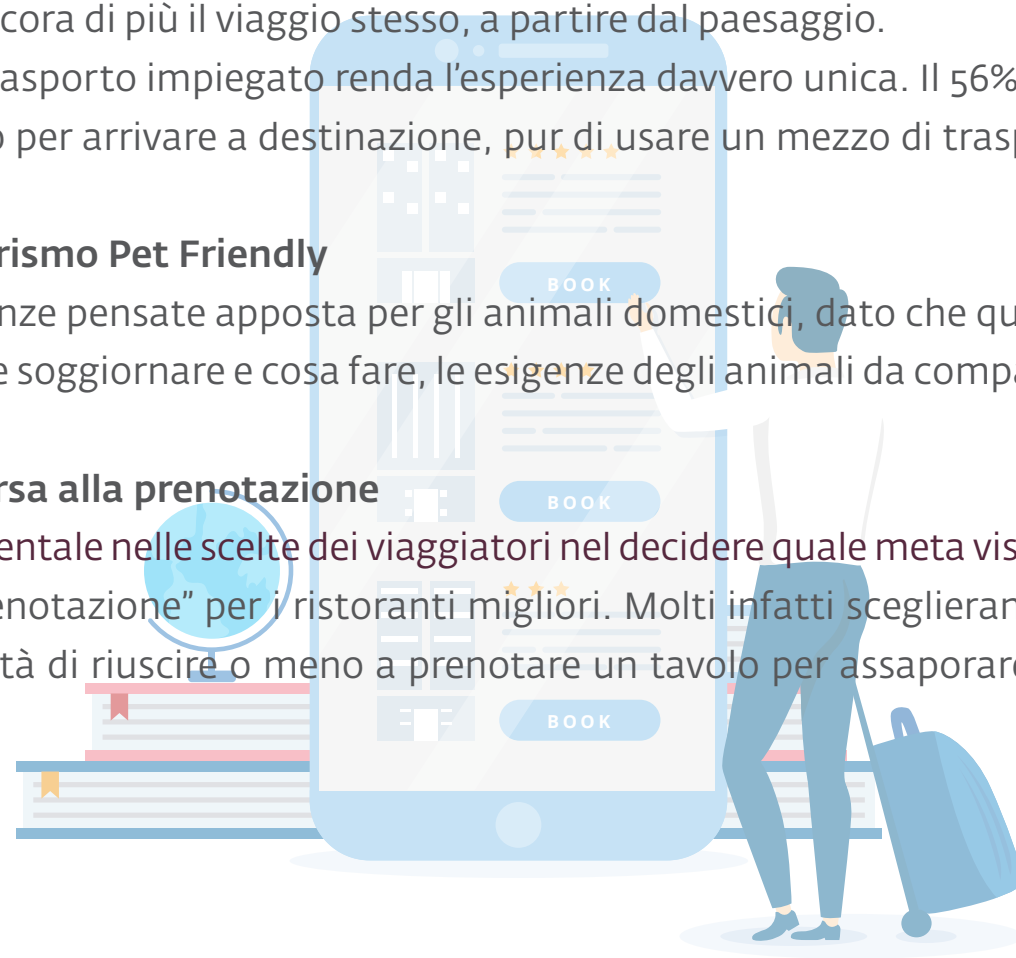 cora di più il viaggio stesso, a partire dal paesaggio.
asporto impiegato renda l'esperienza davvero unica. Il 56%
o per arrivare a destinazione, pur di usare un mezzo di trasp
rismo Pet Friendly
BOOK
nze pensate apposta per gli animali domestici, dato che qu
e soggiornare e cosa fare, le esigenze degli animali da compa
rsa alla prenotazione
BOOK
entale nelle scelte dei viaggiatori nel decidere quale meta vis
enotazione” per i ristoranti migliori. Molti infatti sceglieran
tà di riuscire o meno a prenotare un tavolo per assaporare
BOOK